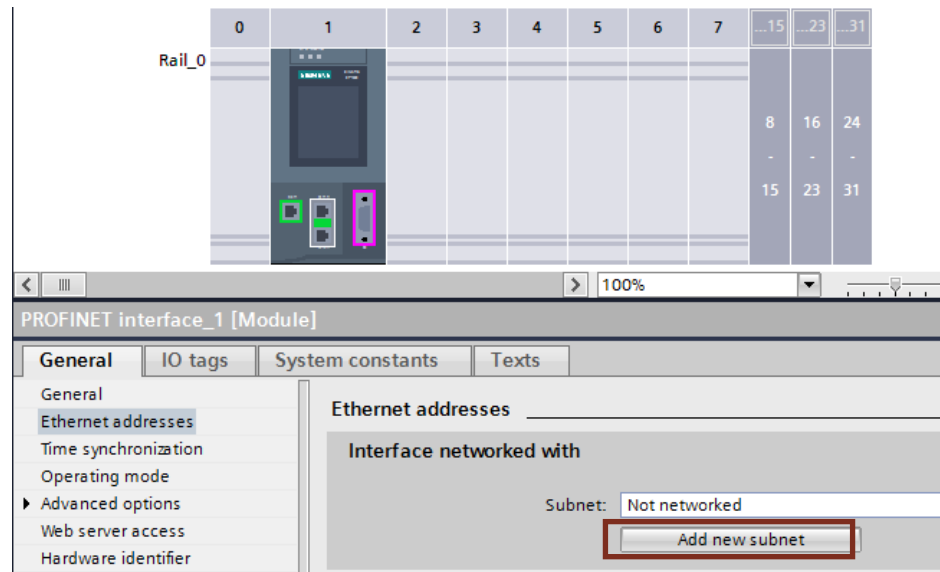 0 1 2 3 4 5 6 7 ...15 ...23 ...31
Rail_0
SIEMENS
8 16 24
- - -
15 23 31
100%
PROFINET interface_1 [Module]
General IO tags System constants Texts
General
Ethernet addresses
Time synchronization
Operating mode
Advanced options
Web server access
Hardware identifier
Ethernet addresses
Interface networked with
Subnet: Not networked
Add new subnet